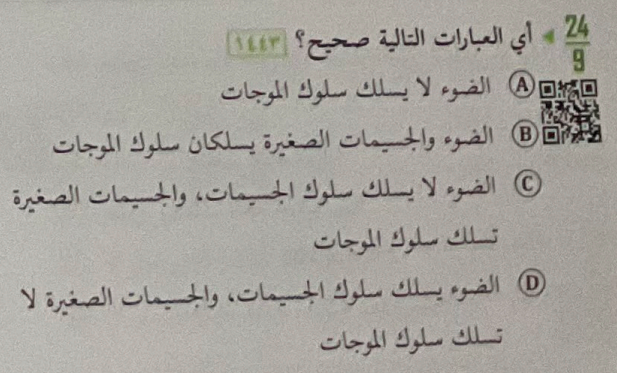 24/9 ◄ أي العبارات التالية صحيح؟ ١٤٤٣
A الضوء لا يسلك سلوك الموجات
B الضوء والجسيمات الصغيرة يسلكان سلوك الموجات
C الضوء لا يسلك سلوك الجسيمات، والجسيمات الصغيرة
تسلك سلوك الموجات
D الضوء يسلك سلوك الجسيمات، والجسيمات الصغيرة لا
تسلك سلوك الموجات